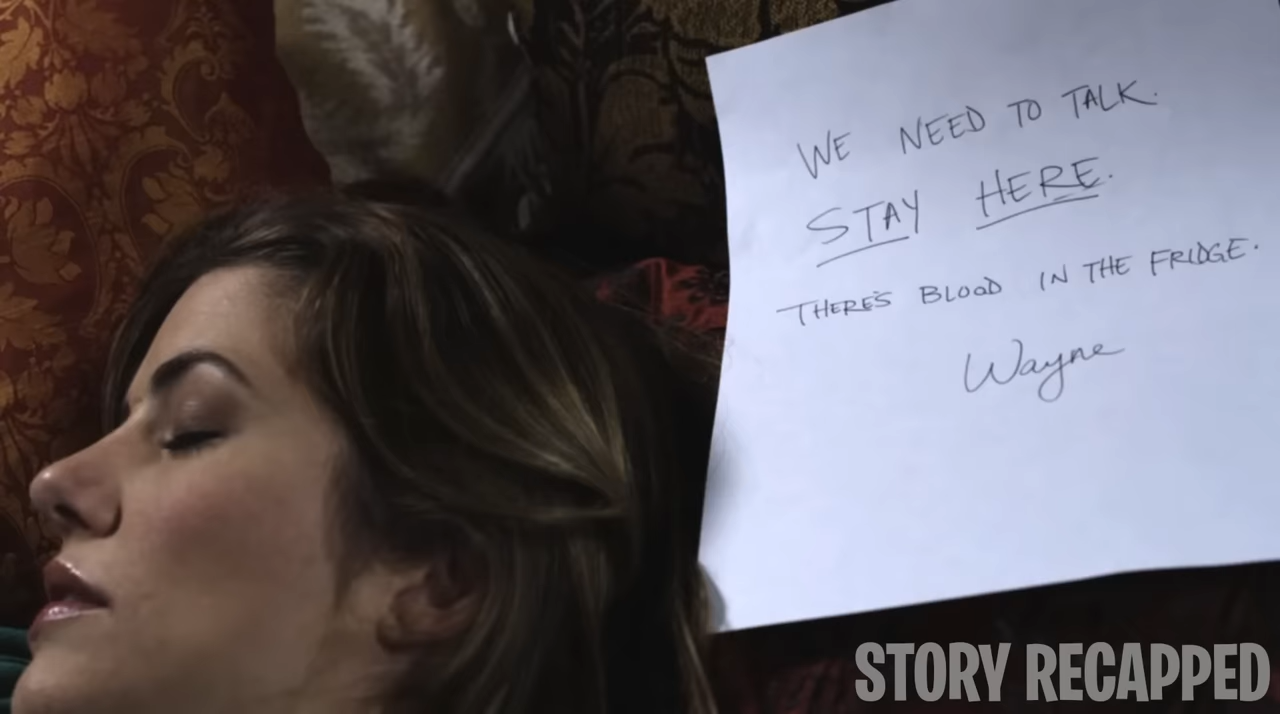 WE NEED TO TALK.
STAY HERE.
THERE'S BLOOD IN THE FRIDGE.
Wayne
STORY RECAPPED